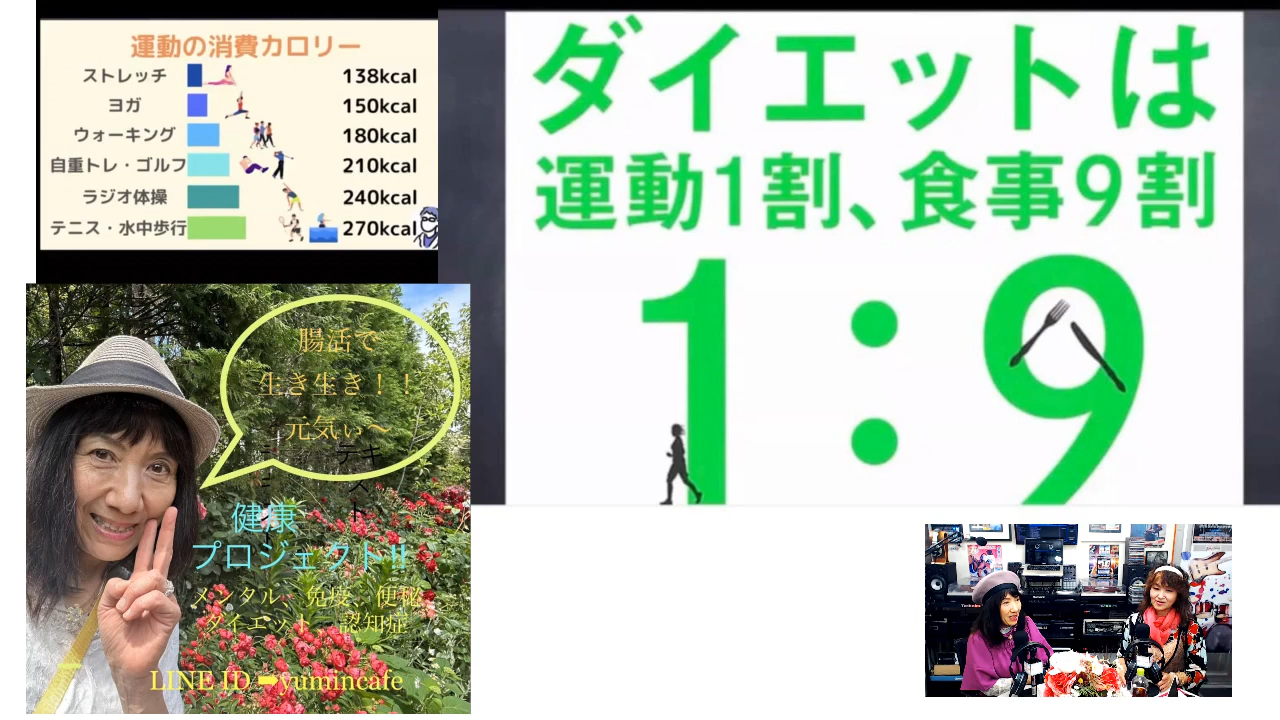 運動の消費カロリー
ストレッチ 138kcal
ヨガ 150kcal
ウォーキング 180kcal
自重トレ・ゴルフ 210kcal
ラジオ体操 240kcal
テニス・水中歩行 270kcal
ダイエットは
運動1割、食事9割
1:9
腸活で
生き生き！！
元気ぃ〜
テキスト
健康
プロジェクト!!
メンタル、免疫、便秘
ダイエット、認知症
LINE ID ➡yumincafe